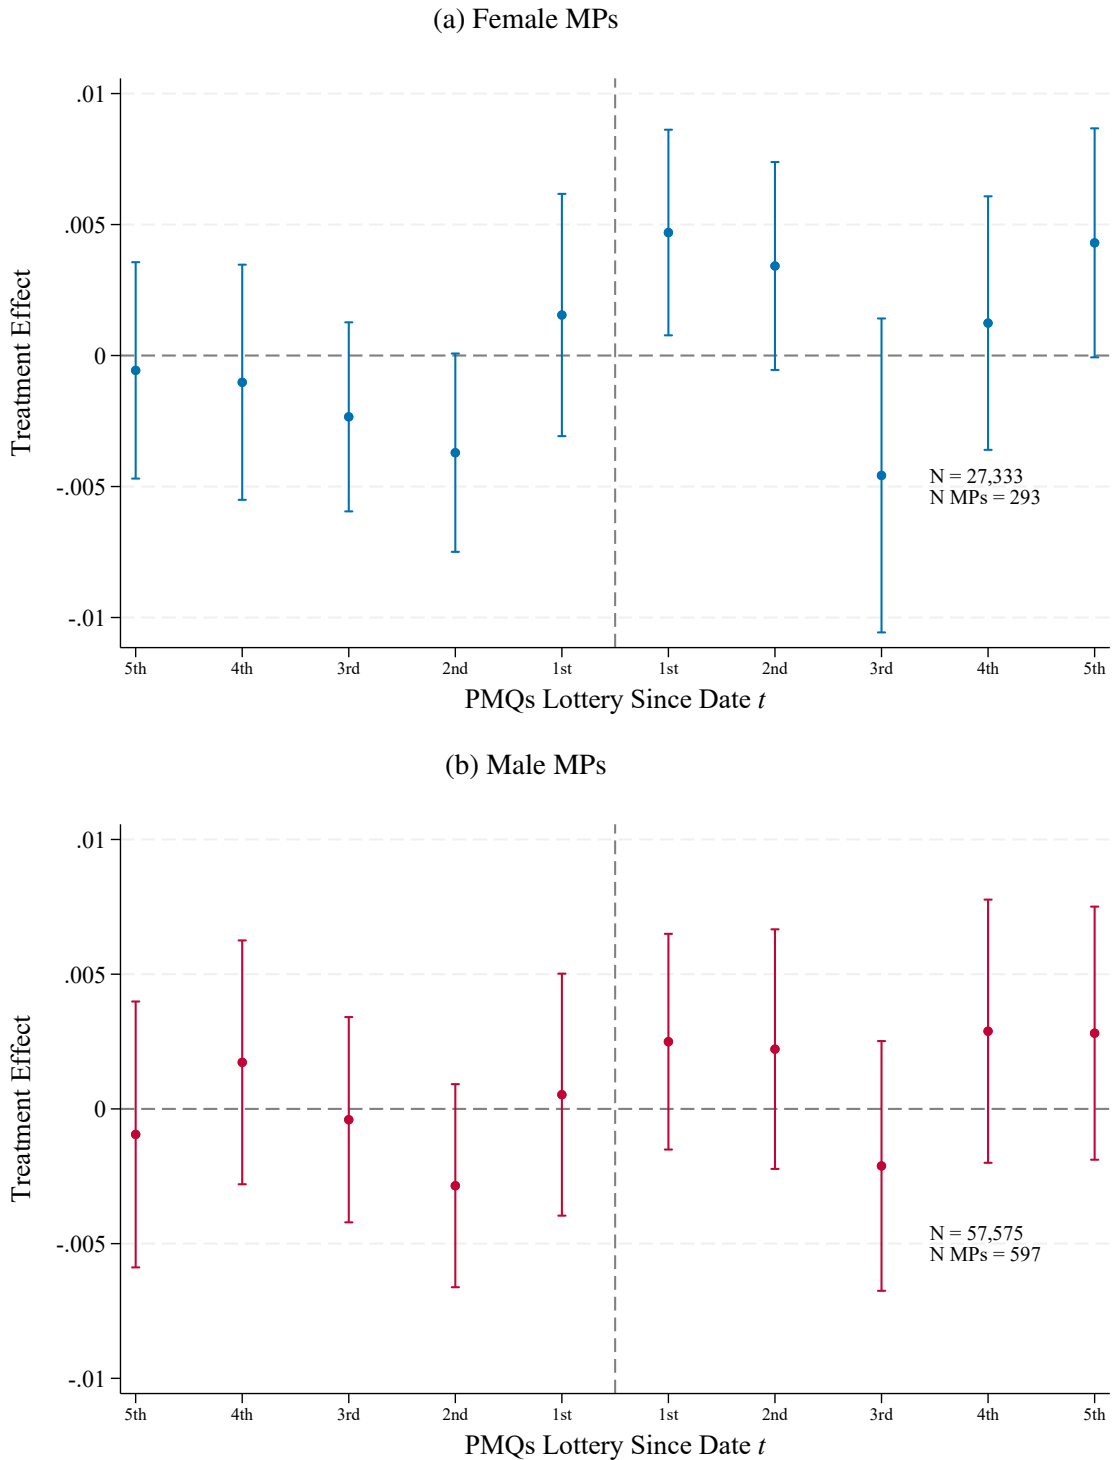 (a) Female MPs
.01
.005
0
-.005
-.01
Treatment Effect
N = 27,333
N MPs = 293
5th 4th 3rd 2nd 1st 1st 2nd 3rd 4th 5th
PMQs Lottery Since Date t
(b) Male MPs
.01
.005
0
-.005
-.01
Treatment Effect
N = 57,575
N MPs = 597
5th 4th 3rd 2nd 1st 1st 2nd 3rd 4th 5th
PMQs Lottery Since Date t